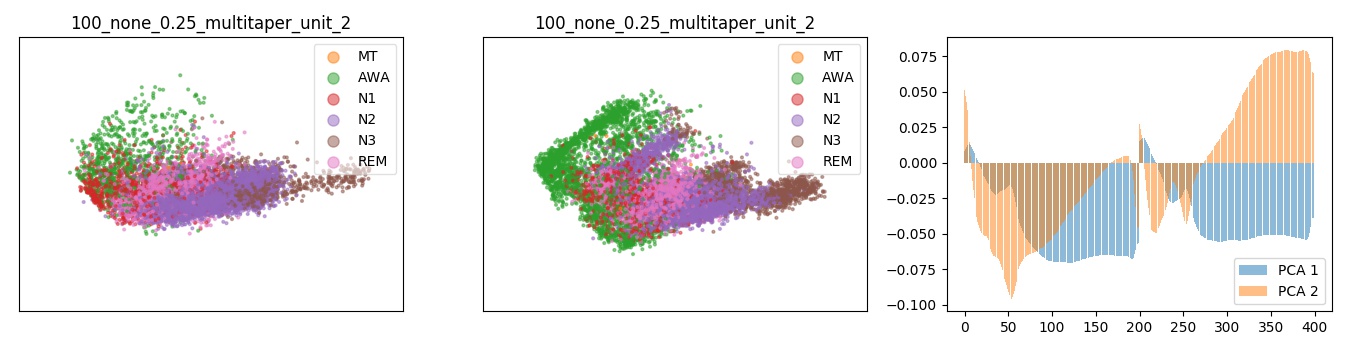 100_none_0.25_multitaper_unit_2
MT
AWA
N1
N2
N3
REM
100_none_0.25_multitaper_unit_2
MT
AWA
N1
N2
N3
REM
0.075
0.050
0.025
0.000
−0.025
−0.050
−0.075
−0.100
0 50 100 150 200 250 300 350 400
PCA 1
PCA 2